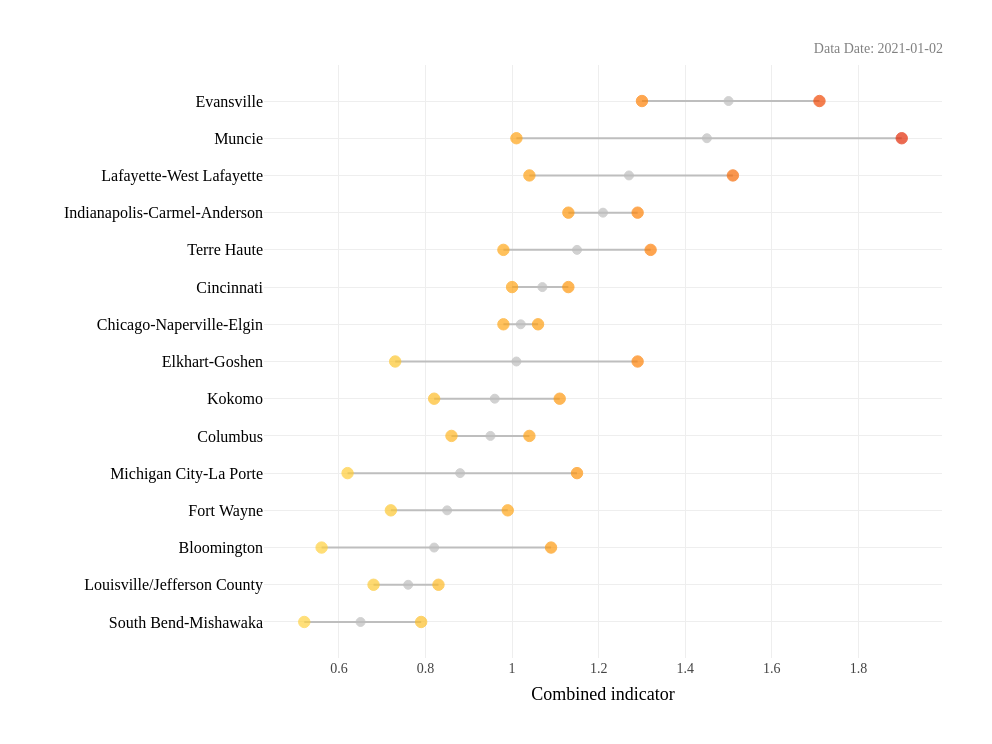 Data Date: 2021-01-02
Evansville
Muncie
Lafayette-West Lafayette
Indianapolis-Carmel-Anderson
Terre Haute
Cincinnati
Chicago-Naperville-Elgin
Elkhart-Goshen
Kokomo
Columbus
Michigan City-La Porte
Fort Wayne
Bloomington
Louisville/Jefferson County
South Bend-Mishawaka
0.6 0.8 1 1.2 1.4 1.6 1.8
Combined indicator